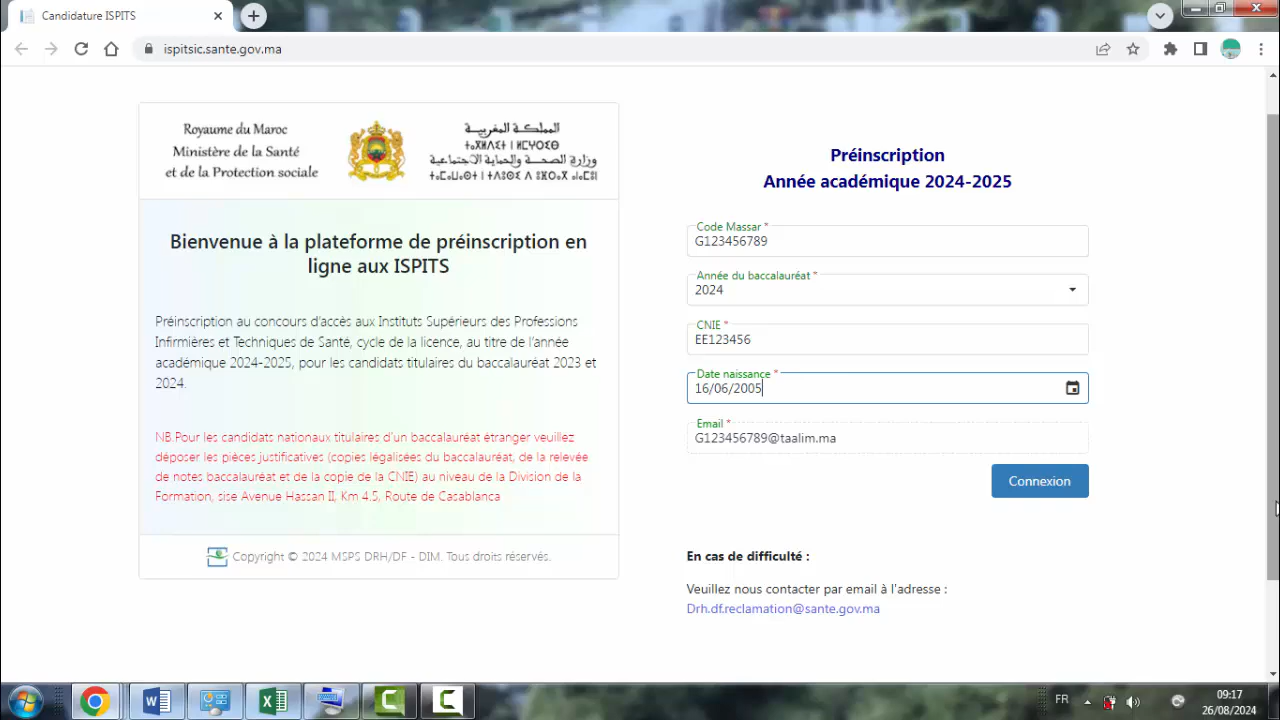 Candidature ISPITS
ispitsic.sante.gov.ma
Royaume du Maroc
Ministère de la Santé
et de la Protection sociale
المملكة المغربية
ⵜⴰⴳⵍⴷⵉⵜ ⵏ ⵍⵎⵖⵔⵉⴱ
وزارة الصحة والحماية الاجتماعية
Bienvenue à la plateforme de préinscription en
ligne aux ISPITS
Préinscription au concours d'accès aux Instituts Supérieurs des Professions
Infirmières et Techniques de Santé, cycle de la licence, au titre de l'année
académique 2024-2025, pour les candidats titulaires du baccalauréat 2023 et
2024.
NB.Pour les candidats nationaux titulaires d'un baccalauréat étranger veuillez
déposer les pièces justificatives (copies légalisées du baccalauréat, de la relevée
de notes baccalauréat et de la copie de la CNIE) au niveau de la Division de la
Formation, sise Avenue Hassan II, Km 4.5, Route de Casablanca
Copyright © 2024 MSPS DRH/DF - DIM. Tous droits réservés.
Préinscription
Année académique 2024-2025
Code Massar *
G123456789
Année du baccalauréat *
2024
CNIE *
EE123456
Date naissance *
16/06/2005
Email *
G123456789@taalim.ma
Connexion
En cas de difficulté :
Veuillez nous contacter par email à l'adresse :
Drh.df.reclamation@sante.gov.ma
FR
09:17
26/08/2024